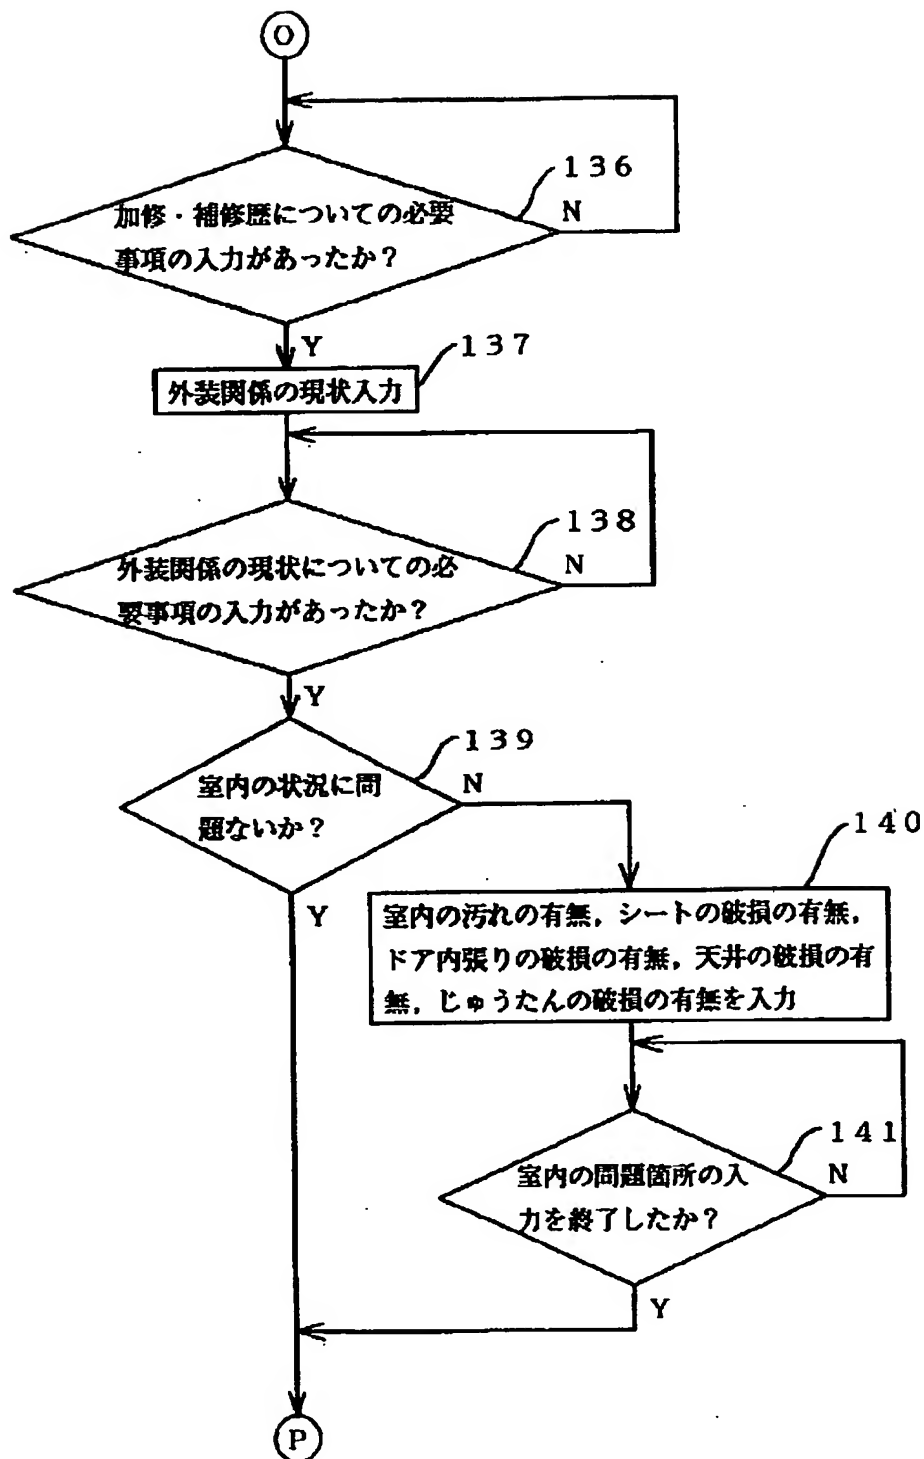 O
136
加修・補修歴についての必要
事項の入力があったか？
N
Y
137
外装関係の現状入力
138
外装関係の現状についての必
要事項の入力があったか？
N
Y
139
室内の状況に問
題ないか？
N
Y
140
室内の汚れの有無，シートの破損の有無，
ドア内張りの破損の有無，天井の破損の有
無，じゅうたんの破損の有無を入力
141
室内の問題箇所の入
力を終了したか？
N
Y
P